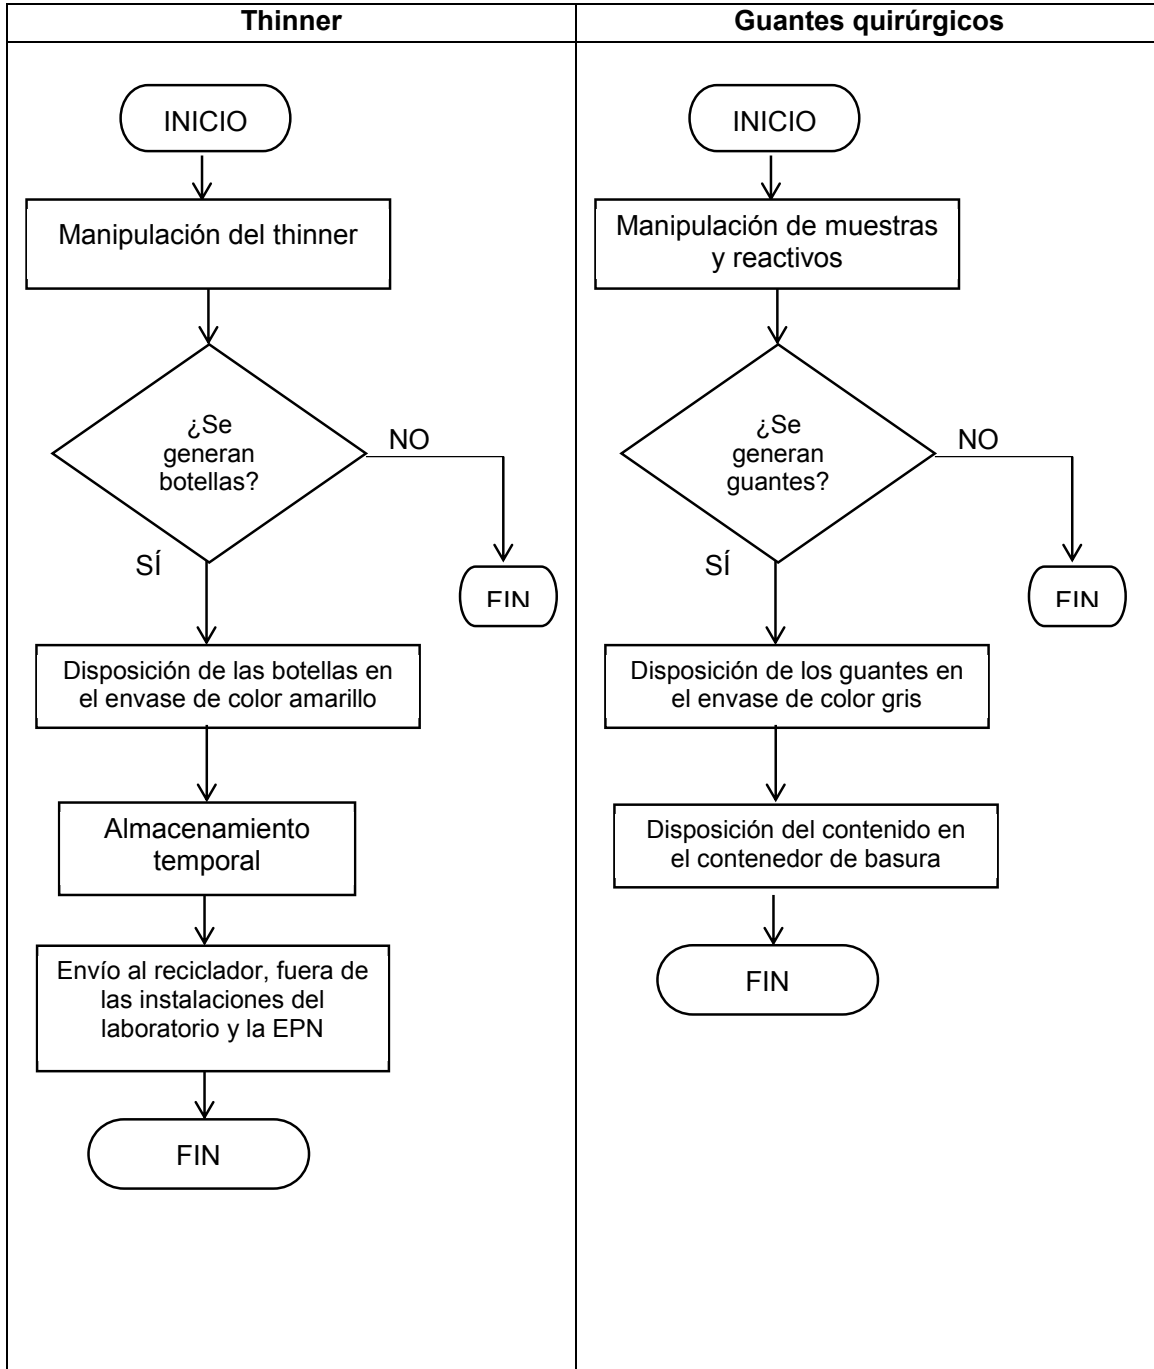 Thinner
INICIO
Manipulación del thinner
¿Se
generan
botellas?
NO
SÍ
FIN
Disposición de las botellas en
el envase de color amarillo
Almacenamiento
temporal
Envío al reciclador, fuera de
las instalaciones del
laboratorio y la EPN
FIN
Guantes quirúrgicos
INICIO
Manipulación de muestras
y reactivos
¿Se
generan
guantes?
NO
SÍ
FIN
Disposición de los guantes en
el envase de color gris
Disposición del contenido en
el contenedor de basura
FIN